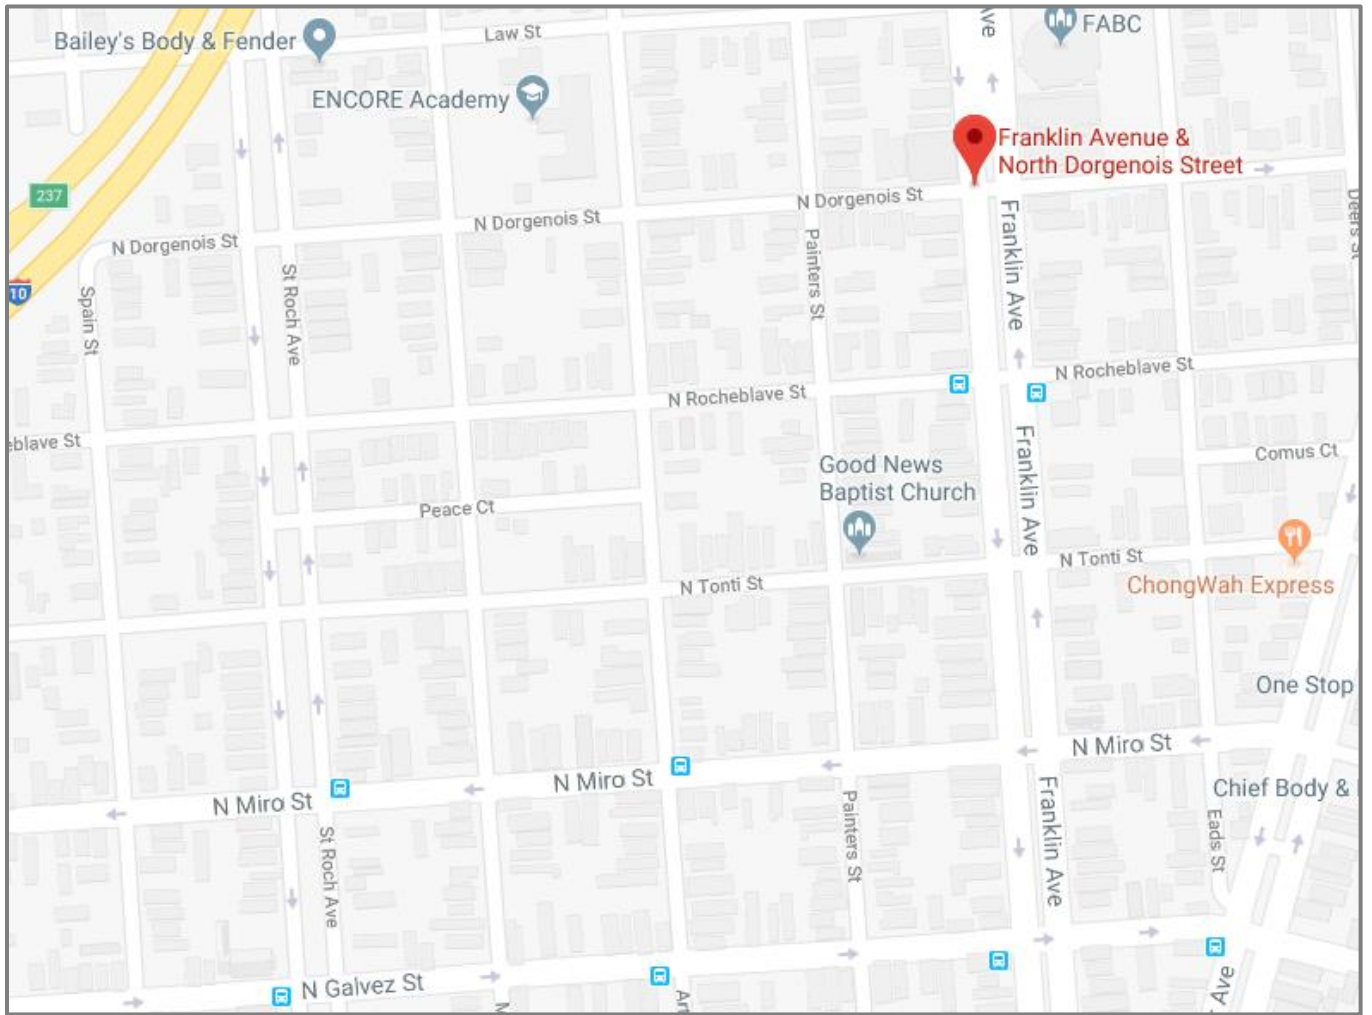 Ave
FABC
Law St
Bailey's Body & Fender
ENCORE Academy
Franklin Avenue &
North Dorgenois Street
237
N Dorgenois St
N Dorgenois St
N Dorgenois St
Deers St
10
Spain St
St Roch Ave
Painters St
Franklin Ave
N Rocheblave St
N Rocheblave St
eblave St
Comus Ct
Good News
Baptist Church
Franklin Ave
Peace Ct
N Tonti St
N Tonti St
ChongWah Express
One Stop
N Miro St
N Miro St
N Miro St
Chief Body &
Painters St
Franklin Ave
Eads St
St Roch Ave
N Galvez St
Art
Ave